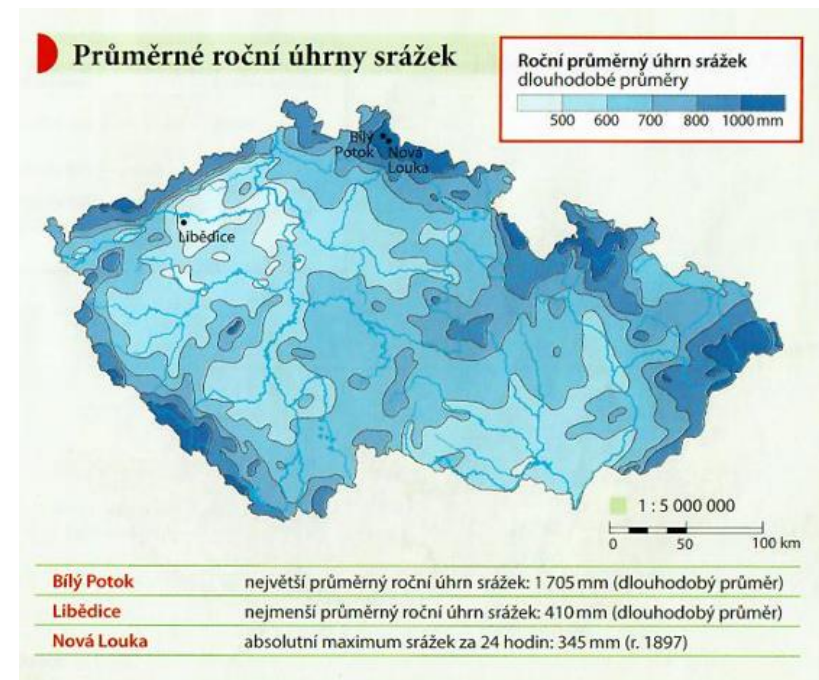 Průměrné roční úhrny srážek
Roční průměrný úhrn srážek
dlouhodobé průměry
500 600 700 800 1000 mm
Bílý
Potok
Nová
Louka
Libědice
1 : 5 000 000
0 50 100 km
Bílý Potok největší průměrný roční úhrn srážek: 1 705 mm (dlouhodobý průměr)
Libědice nejmenší průměrný roční úhrn srážek: 410 mm (dlouhodobý průměr)
Nová Louka absolutní maximum srážek za 24 hodin: 345 mm (r. 1897)